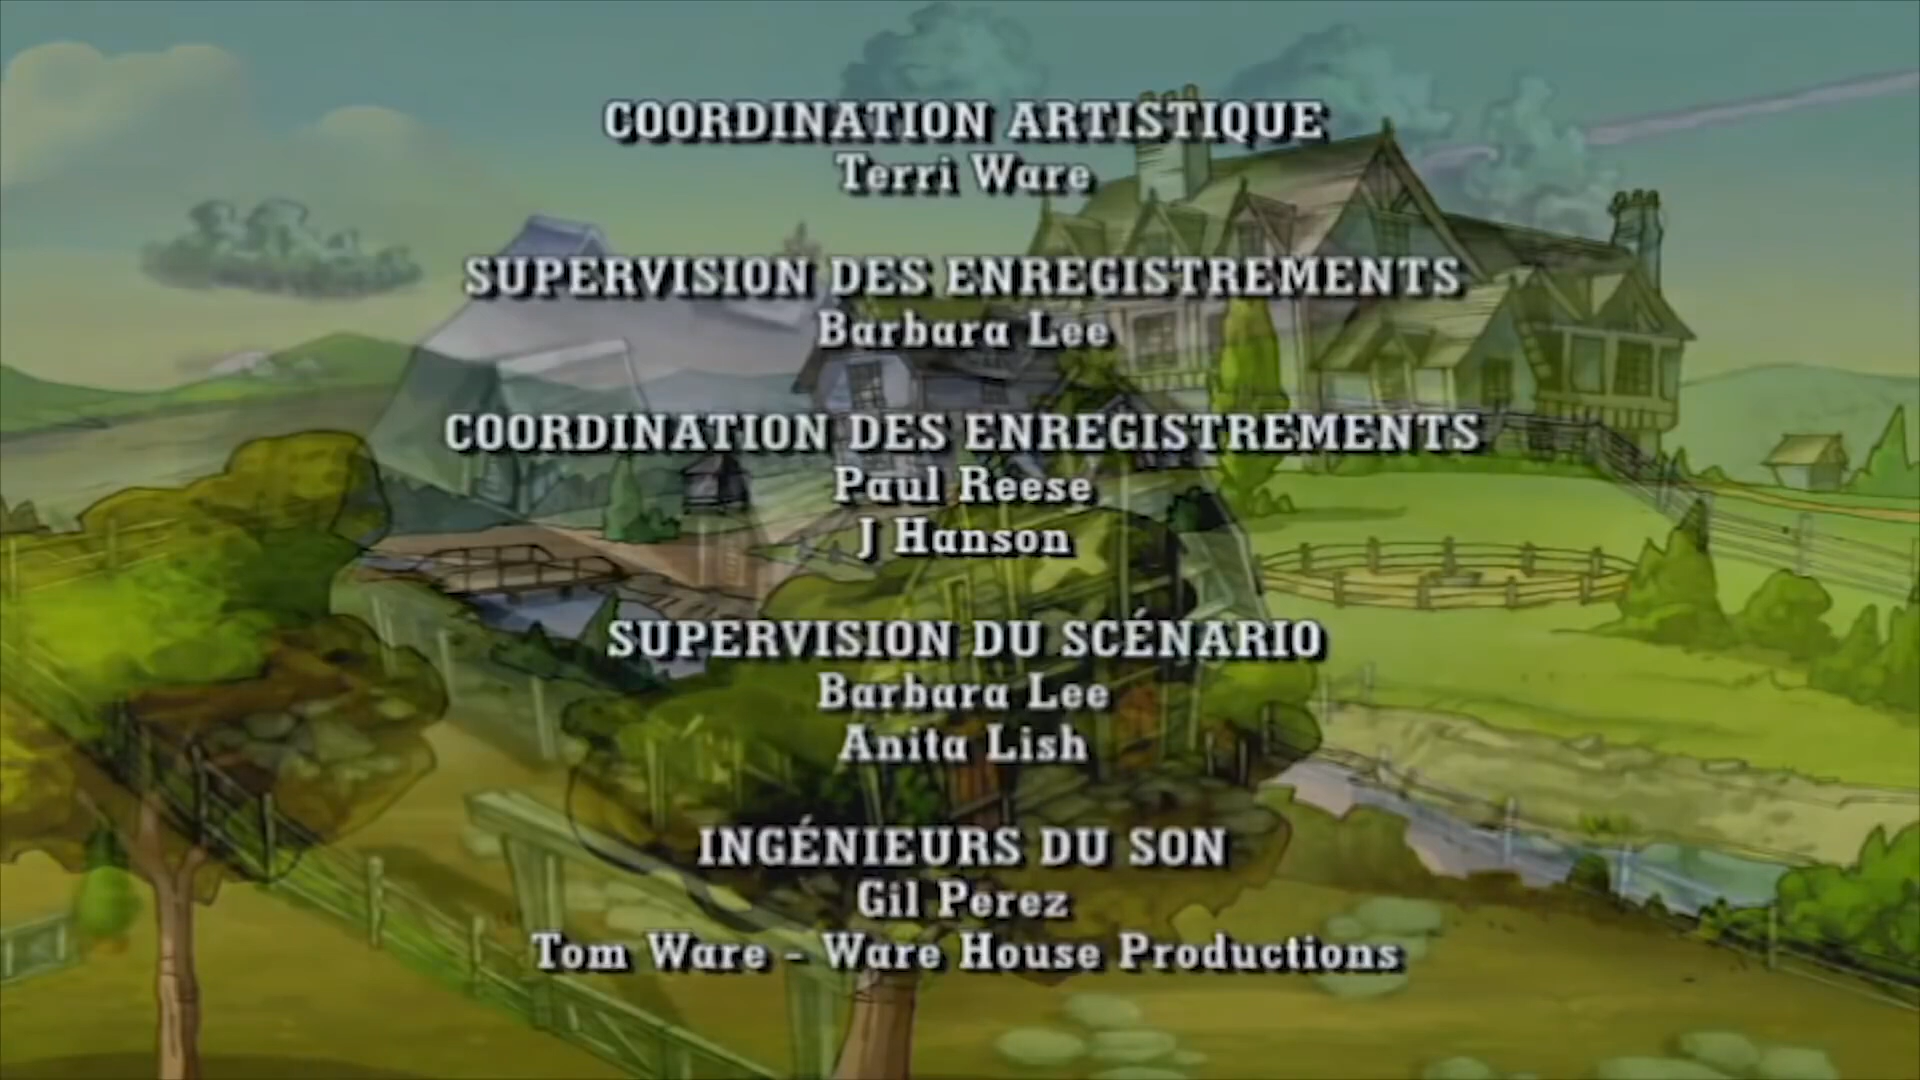 COORDINATION ARTISTIQUE
Terri Ware
SUPERVISION DES ENREGISTREMENTS
Barbara Lee
COORDINATION DES ENREGISTREMENTS
Paul Reese
J Hanson
SUPERVISION DU SCÉNARIO
Barbara Lee
Anita Lish
INGÉNIEURS DU SON
Gil Perez
Tom Ware - Ware House Productions